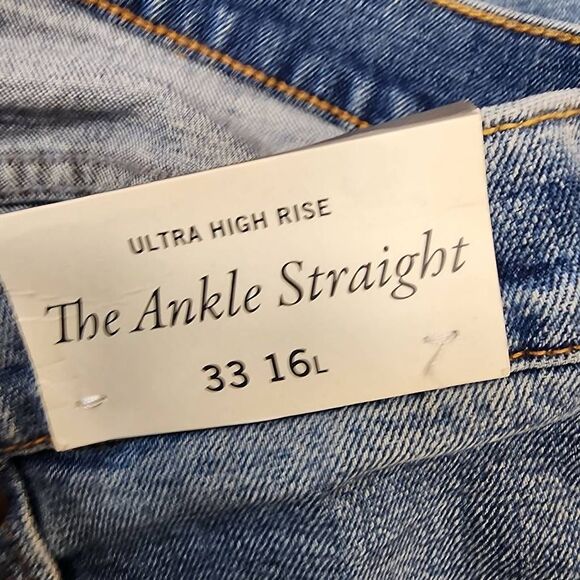 ULTRA HIGH RISE
The Ankle Straight
33 16L